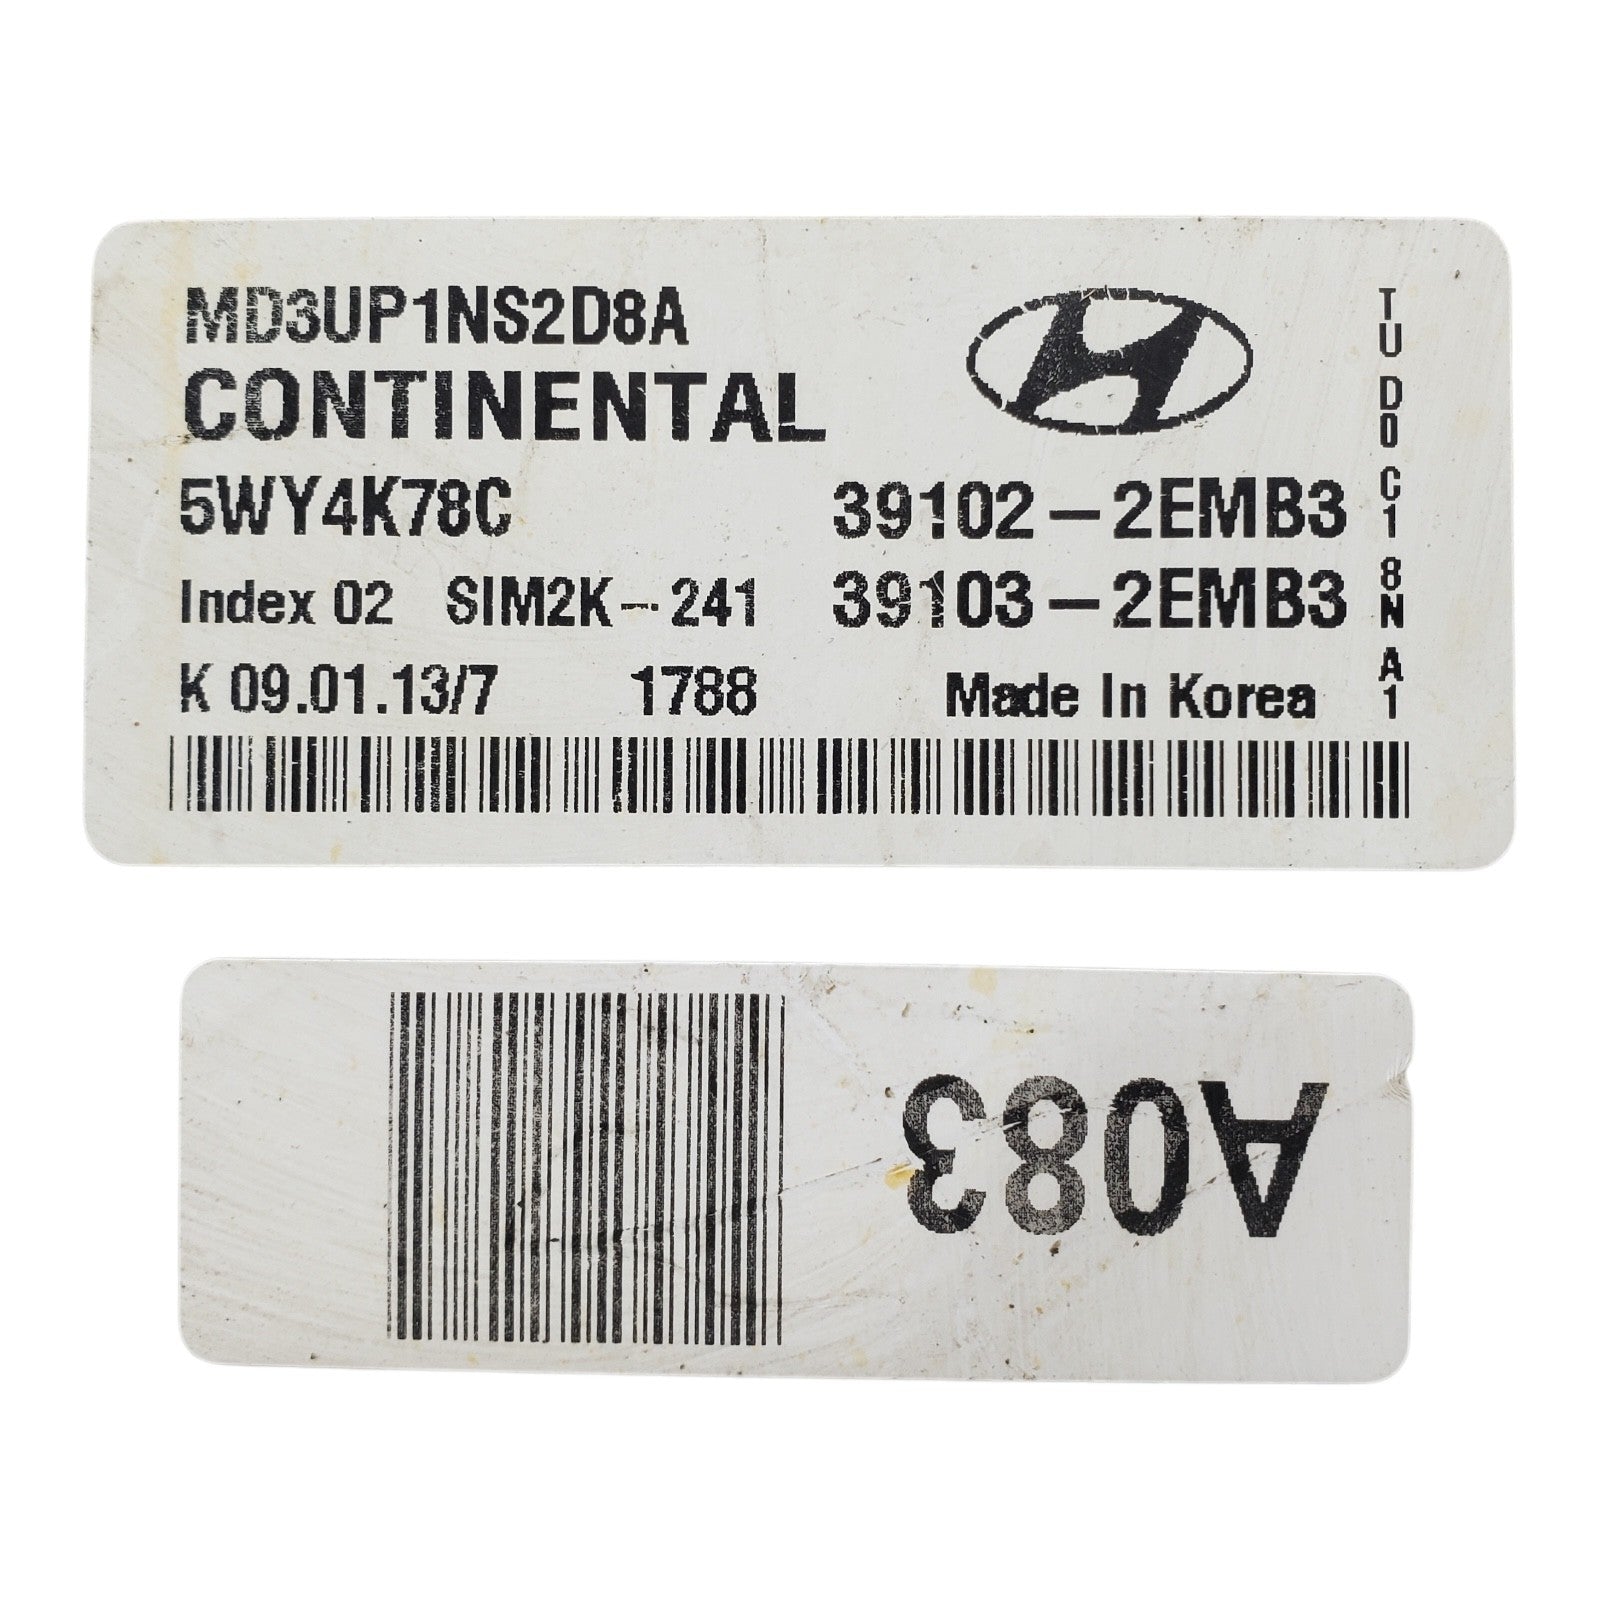 MD3UP1NS2D8A
CONTINENTAL
5WY4K78C
39102-2EMB3
Index 02 SIM2K-241
39103-2EMB3
K 09.01.13/7 1788
Made In Korea
TU D0 C1 8N A1
A083